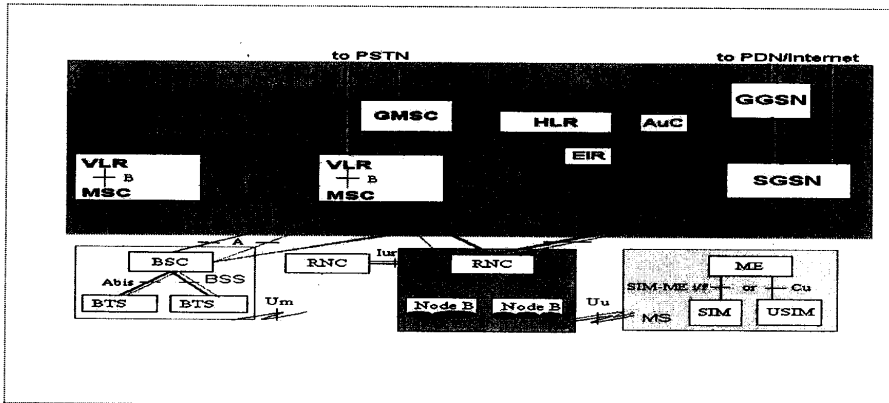 to PSTN
to PDN/Internet
GGSN
GMSC
HLR
AuC
EIR
VLR
B
MSC
VLR
B
MSC
SGSN
A
BSC
Iur
RNC
RNC
ME
Abis
BSS
SIM-ME i/f
or
Cu
BTS
BTS
Um
Node B
Node B
Uu
MS
SIM
USIM